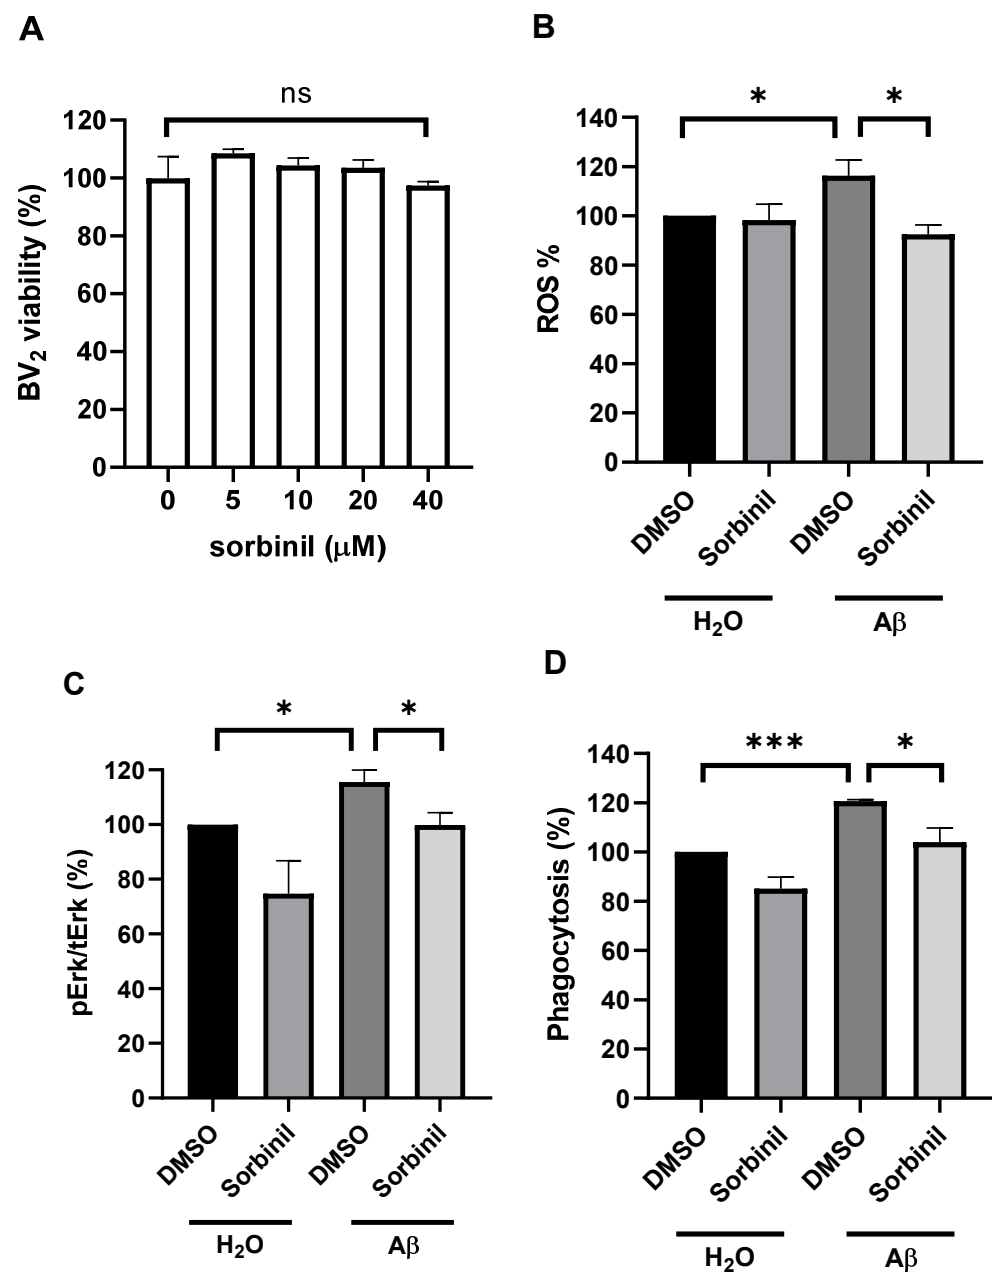 A
ns
120
100
80
60
40
20
0
BV2 viability (%)
0 5 10 20 40
sorbinil (μM)
B
* *
140
120
100
80
60
40
20
0
ROS %
DMSO Sorbinil DMSO Sorbinil
H2O Aβ
C
* *
120
100
80
60
40
20
0
pErk/tErk (%)
DMSO Sorbinil DMSO Sorbinil
H2O Aβ
D
*** *
140
120
100
80
60
40
20
0
Phagocytosis (%)
DMSO Sorbinil DMSO Sorbinil
H2O Aβ